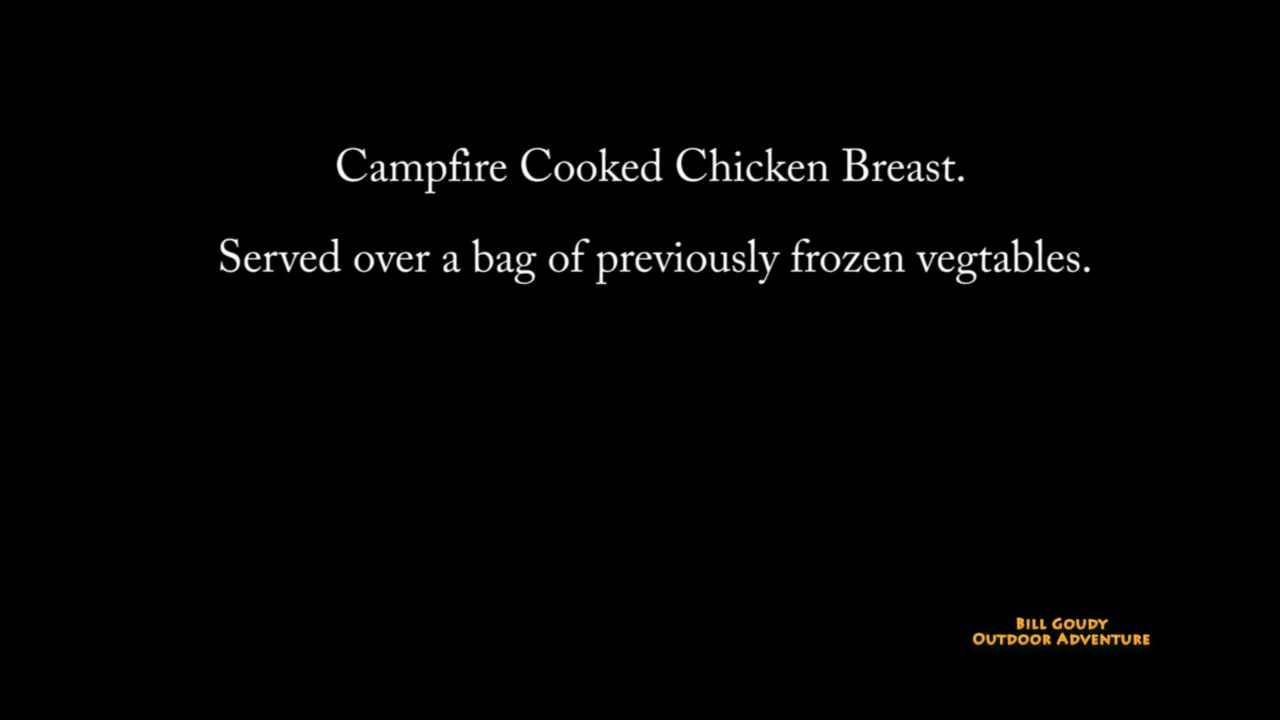 Campfire Cooked Chicken Breast.
Served over a bag of previously frozen vegtables.
Bill Goudy
Outdoor Adventure